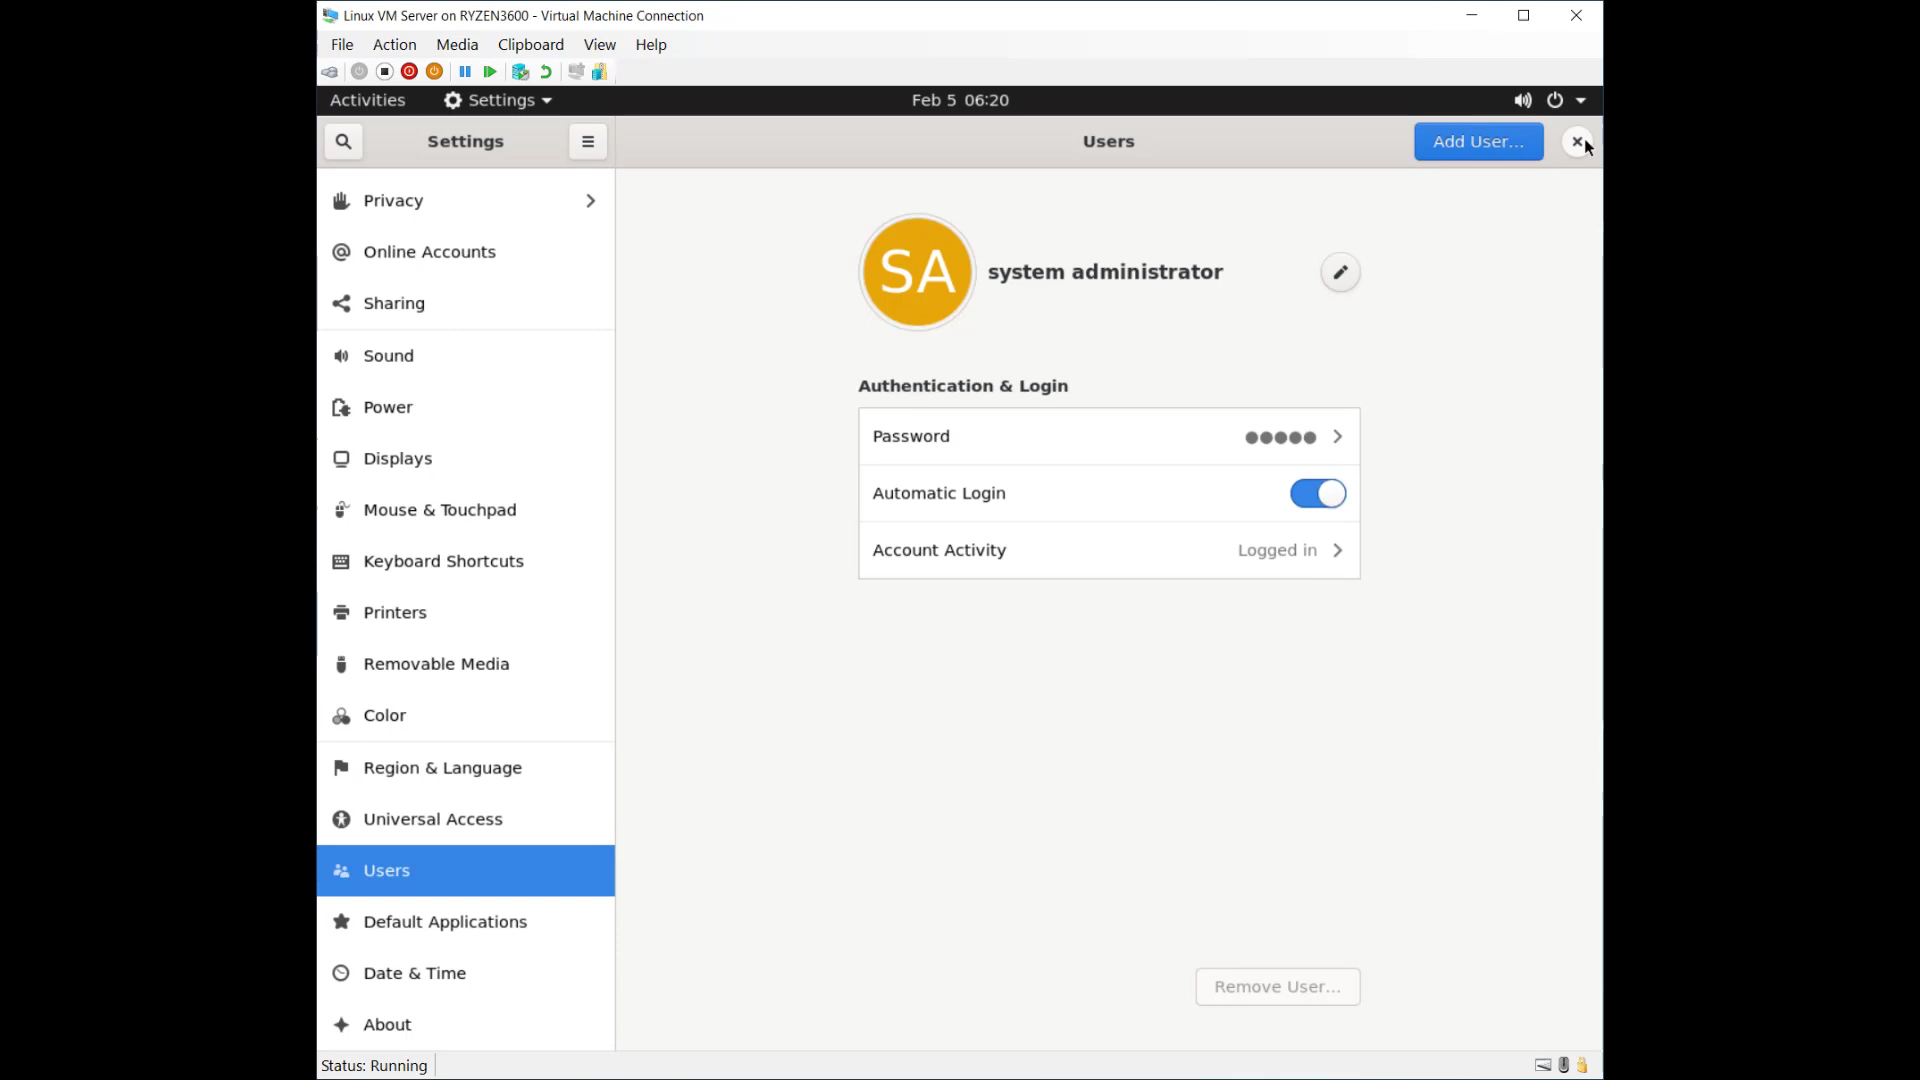 Linux VM Server on RYZEN3600 - Virtual Machine Connection
File Action Media Clipboard View Help
Activities Settings Feb 5 06:20
Settings Users Add User...
Privacy
Online Accounts
Sharing
Sound
Power
Displays
Mouse & Touchpad
Keyboard Shortcuts
Printers
Removable Media
Color
Region & Language
Universal Access
Users
Default Applications
Date & Time
About
SA system administrator
Authentication & Login
Password ●●●●●
Automatic Login
Account Activity Logged in
Remove User...
Status: Running